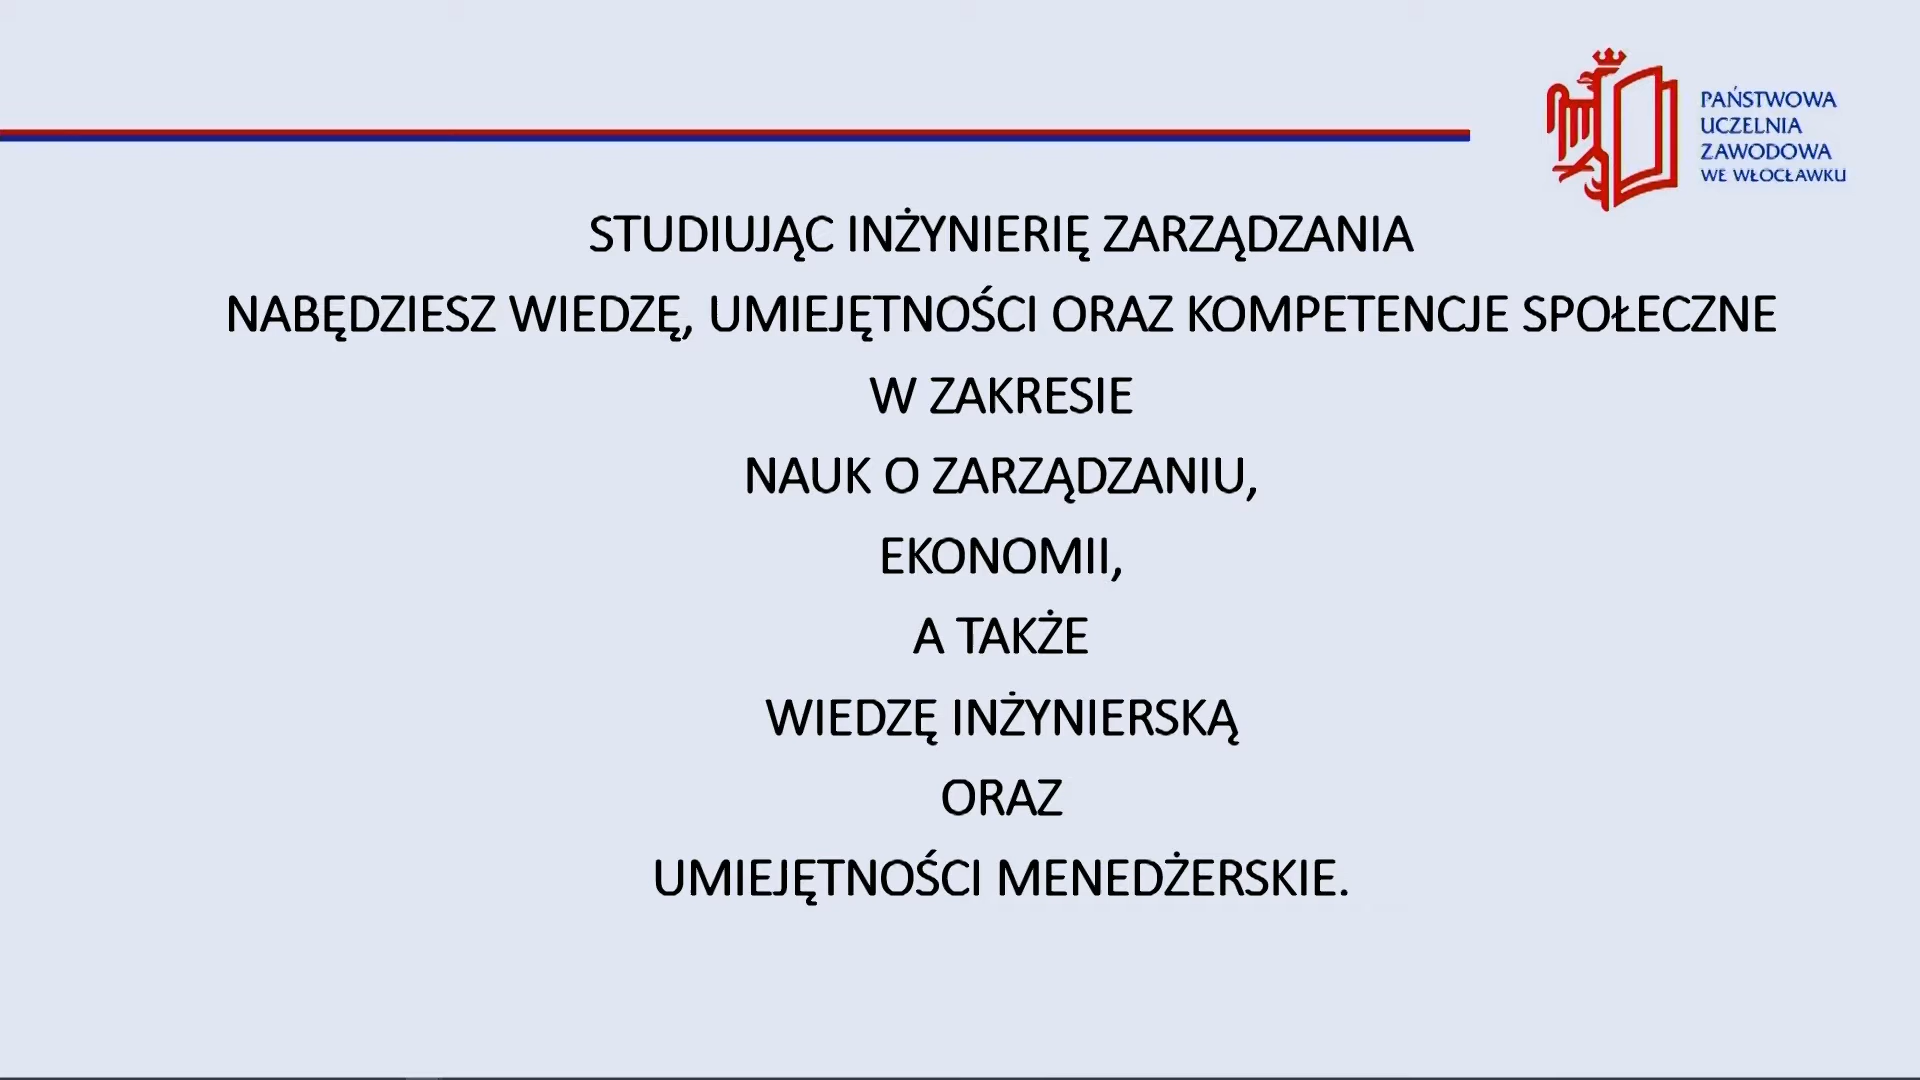 PAŃSTWOWA
UCZELNIA
ZAWODOWA
WE WŁOCŁAWKU
STUDIUJĄC INŻYNIERIĘ ZARZĄDZANIA
NABĘDZIESZ WIEDZĘ, UMIEJĘTNOŚCI ORAZ KOMPETENCJE SPOŁECZNE
W ZAKRESIE
NAUK O ZARZĄDZANIU,
EKONOMII,
A TAKŻE
WIEDZĘ INŻYNIERSKĄ
ORAZ
UMIEJĘTNOŚCI MENEDŻERSKIE.